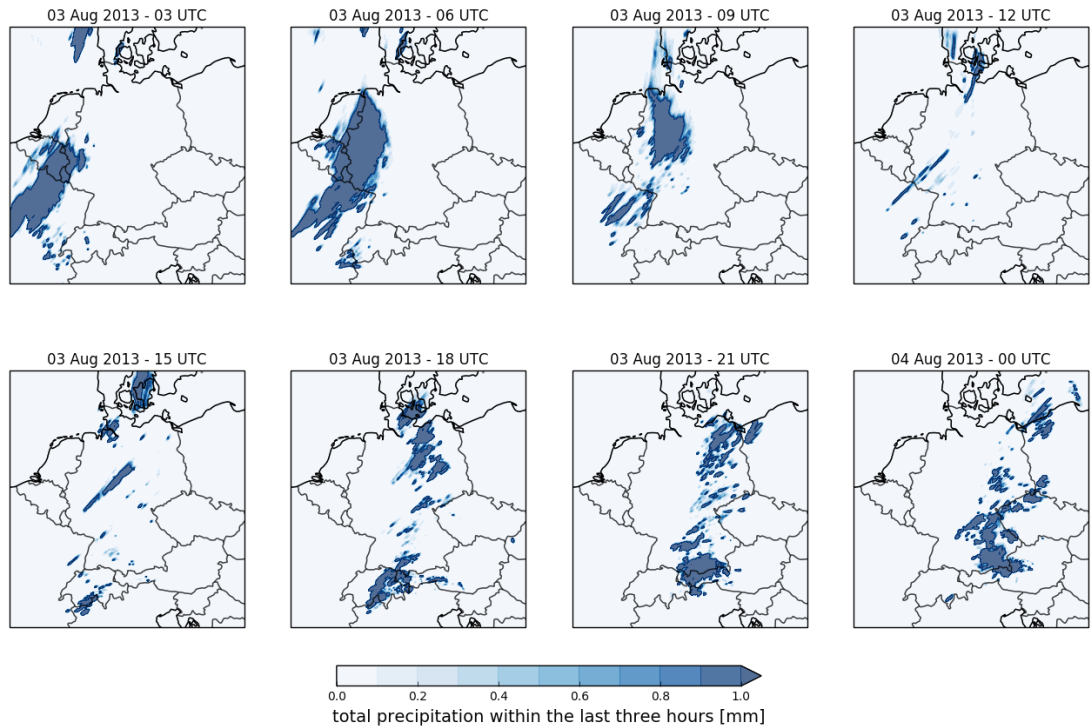 03 Aug 2013 - 03 UTC
03 Aug 2013 - 06 UTC
03 Aug 2013 - 09 UTC
03 Aug 2013 - 12 UTC
03 Aug 2013 - 15 UTC
03 Aug 2013 - 18 UTC
03 Aug 2013 - 21 UTC
04 Aug 2013 - 00 UTC
0.0 0.2 0.4 0.6 0.8 1.0
total precipitation within the last three hours [mm]